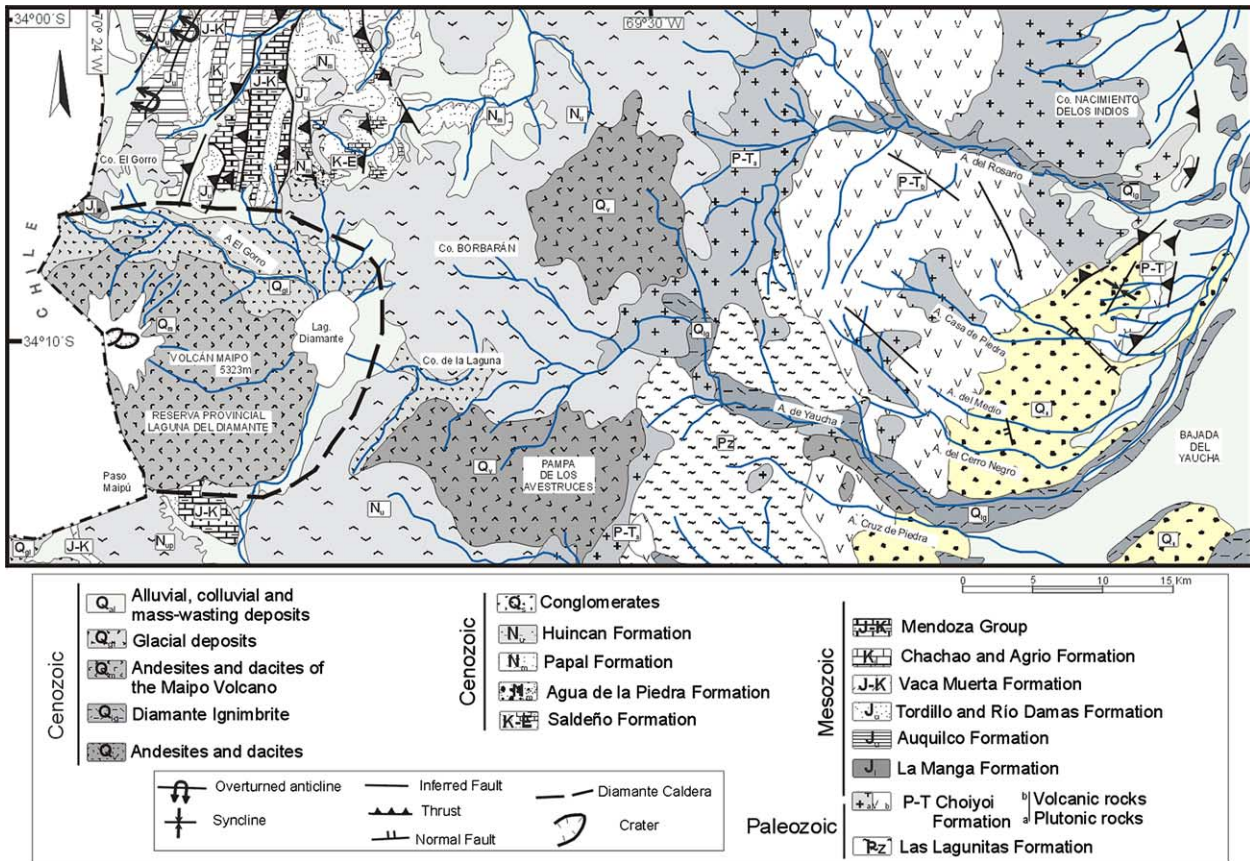 34°00´S
70° 24´W
69°30´W
J-K
J
K
J-K
N
Co. NACIMIENTO
DE LOS INDIOS
Co. El Gorro
K-E
N
N
P-T
A. del Rosario
P-T
Q
CHILE
A. El Gorro
Q
Co. BORBARÁN
Q
P-T
34°10´S
Q
Lag.
Diamante
VOLCÁN MAIPO
5323m
Co. de la Laguna
Q
A. Casa de Piedra
RESERVA PROVINCIAL
LAGUNA DEL DIAMANTE
A. de Yaucha
A. del Medio
Q
Pz
BAJADA
DEL
YAUCHA
Paso
Maipú
Q
PAMPA
DE LOS
AVESTRUCES
A. del Cerro Negro
J-K
N
Q
A. Cruz de Piedra
J-K
N
P-T
Q
Q
0 5 10 15 Km
Cenozoic
Q Alluvial, colluvial and
mass-wasting deposits
Q Glacial deposits
Q Andesites and dacites of
the Maipo Volcano
Q Diamante Ignimbrite
Q Andesites and dacites
Cenozoic
Q Conglomerates
N Huincan Formation
N Papal Formation
Agua de la Piedra Formation
K-E Saldeño Formation
Mesozoic
J-K Mendoza Group
K Chachao and Agrio Formation
J-K Vaca Muerta Formation
J Tordillo and Río Damas Formation
J Auquilco Formation
J La Manga Formation
Paleozoic
P-T Choiyoi
Formation
b Volcanic rocks
a Plutonic rocks
Pz Las Lagunitas Formation
Overturned anticline
Syncline
Inferred Fault
Thrust
Normal Fault
Diamante Caldera
Crater